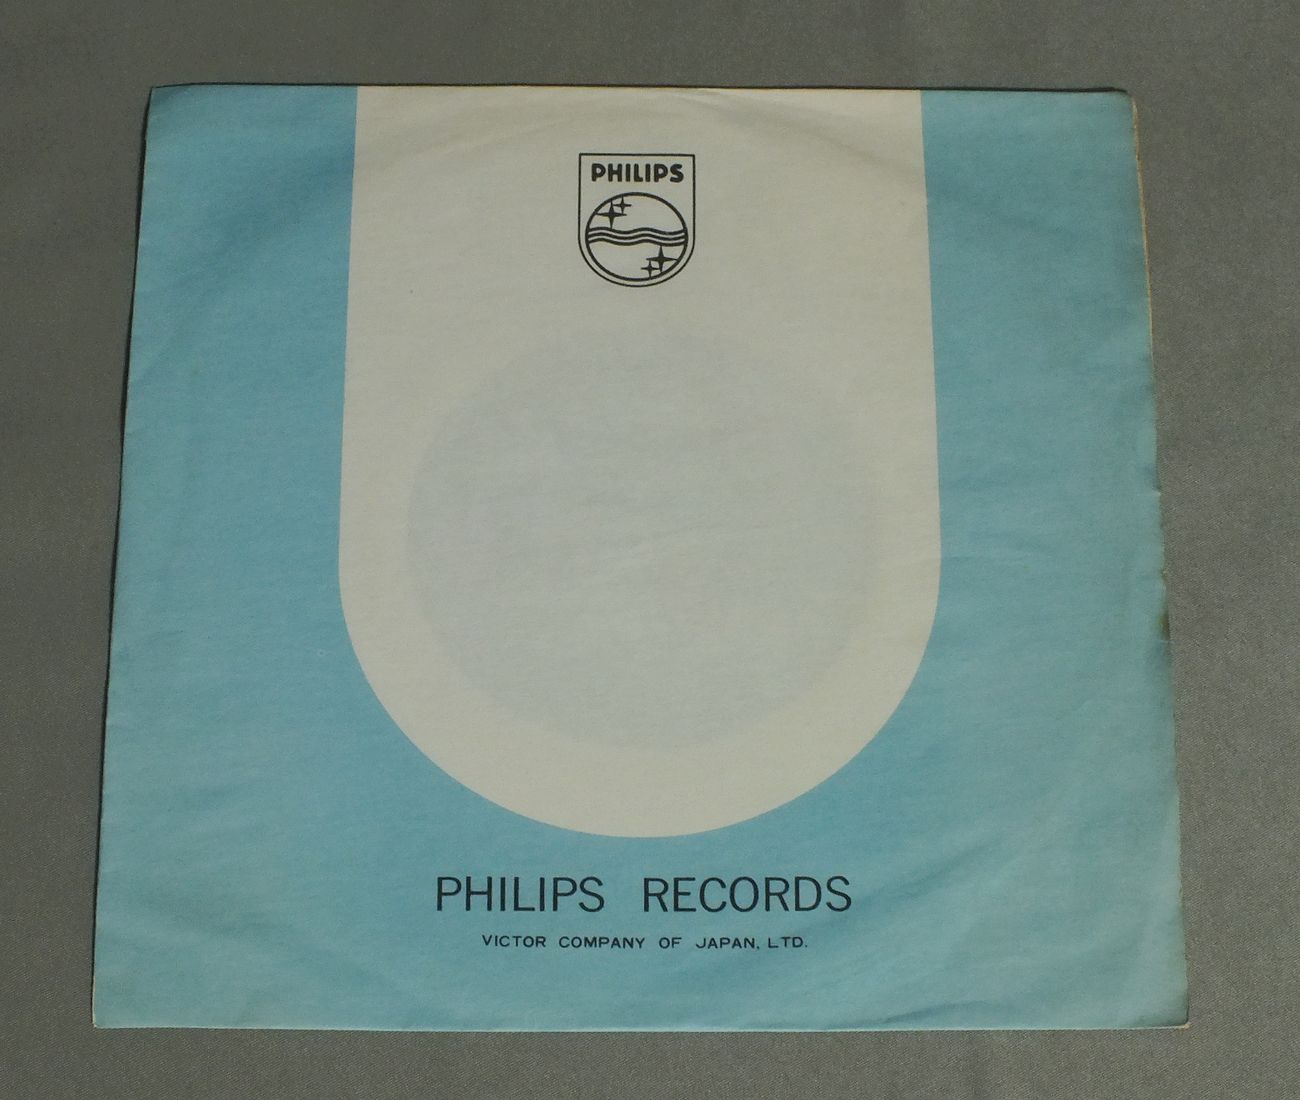 PHILIPS
PHILIPS RECORDS
VICTOR COMPANY OF JAPAN, LTD.